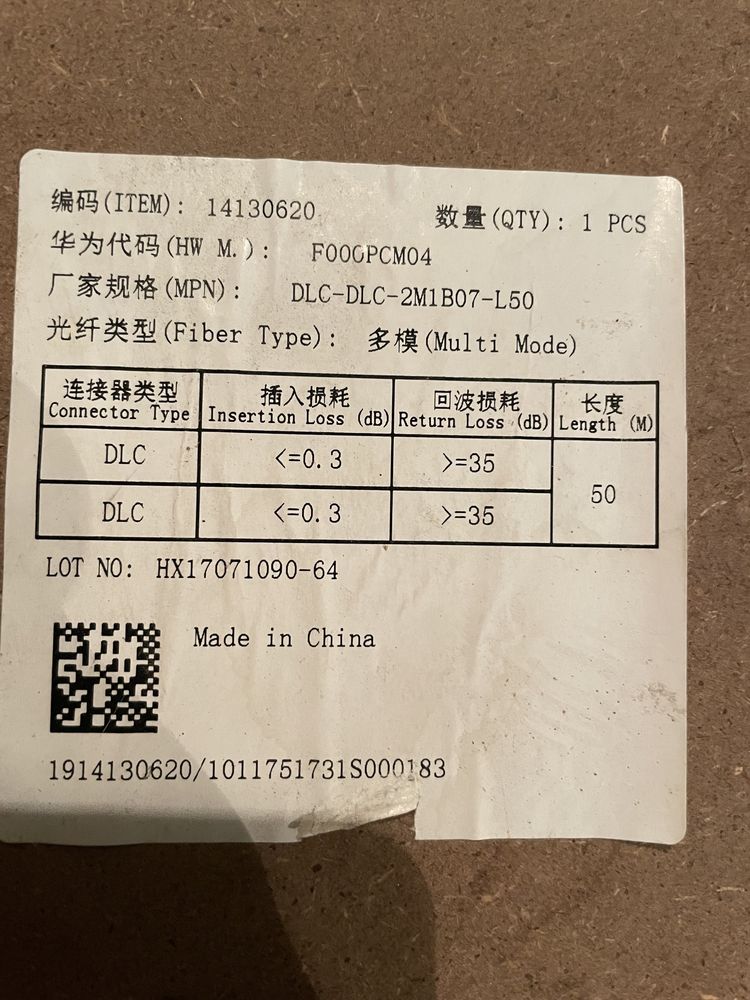 编码(ITEM): 14130620 数量(QTY): 1 PCS
华为代码(HW M.): F000PCM04
厂家规格(MPN): DLC-DLC-2M1B07-L50
光纤类型(Fiber Type): 多模(Multi Mode)
连接器类型 插入损耗 回波损耗 长度
Connector Type Insertion Loss (dB) Return Loss (dB) Length (M)
DLC <=0.3 >=35 50
DLC <=0.3 >=35
LOT NO: HX17071090-64
Made in China
1914130620/1011751731S000183